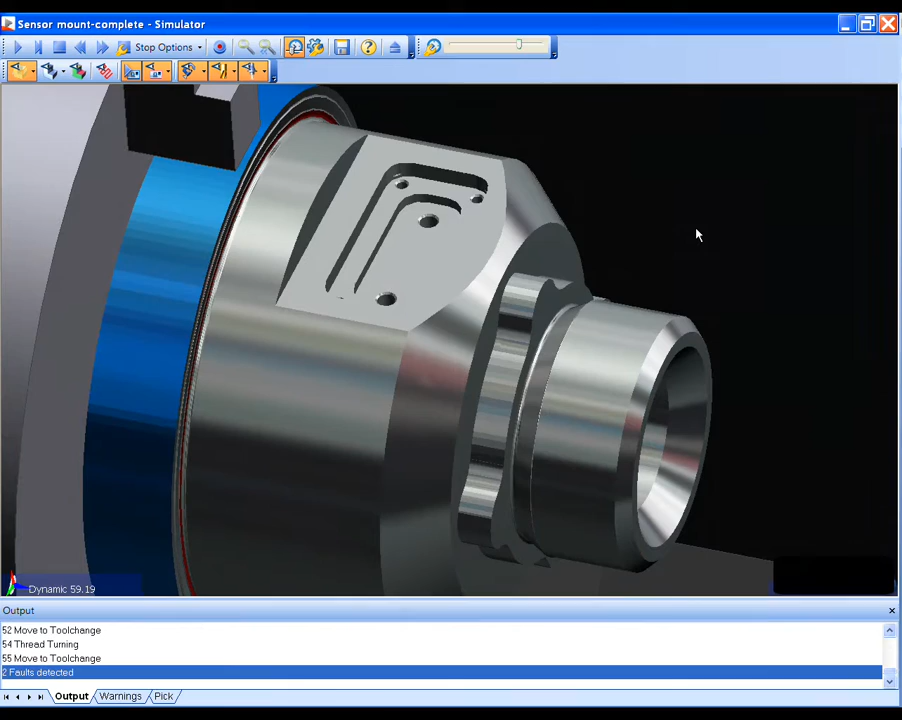 Sensor mount-complete - Simulator
Stop Options
Dynamic 59.19
Output
52 Move to Toolchange
54 Thread Turning
55 Move to Toolchange
2 Faults detected
Output Warnings Pick